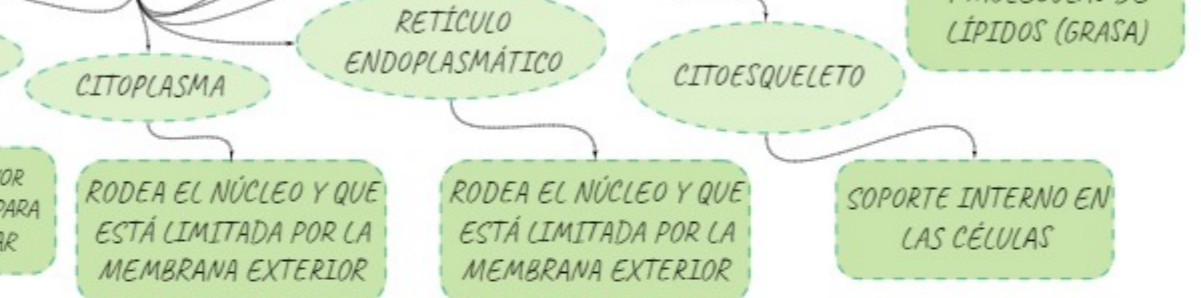 RETÍCULO
ENDOPLASMÁTICO
CITOPLASMA
CITOESQUELETO
LÍPIDOS (GRASA)
RODEA EL NÚCLEO Y QUE
ESTÁ LIMITADA POR LA
MEMBRANA EXTERIOR
RODEA EL NÚCLEO Y QUE
ESTÁ LIMITADA POR LA
MEMBRANA EXTERIOR
SOPORTE INTERNO EN
LAS CÉLULAS
PARA